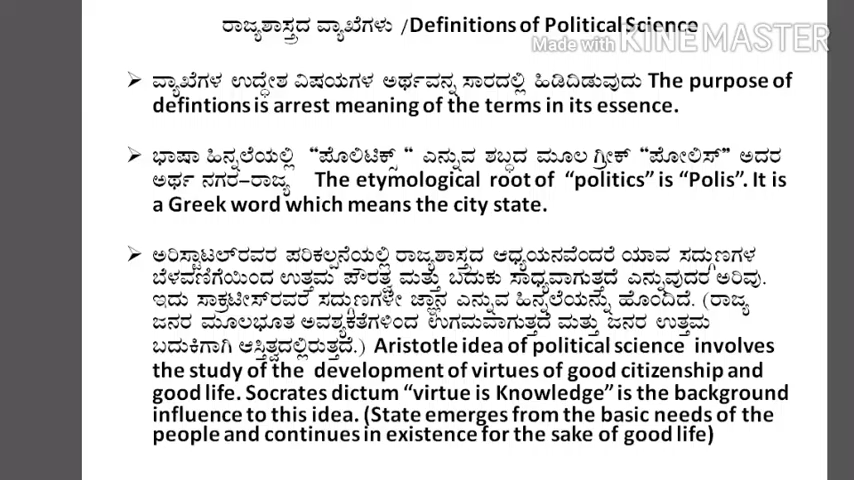 ರಾಜ್ಯಶಾಸ್ತ್ರದ ವ್ಯಾಖೆಗಳು /Definitions of Political Science
Made with KINEMASTER
➢ ವ್ಯಾಖೆಗಳ ಉದ್ದೇಶ ವಿಷಯಗಳ ಅರ್ಥವನ್ನ ಸಾರದಲ್ಲಿ ಹಿಡಿದಿಡುವುದು The purpose of
defintions is arrest meaning of the terms in its essence.
➢ ಭಾಷಾ ಹಿನ್ನಲೆಯಲ್ಲಿ “ಪೊಲಿಟಿಕ್ಸ್ “ ಎನ್ನುವ ಶಬ್ಧದ ಮೂಲ ಗ್ರೀಕ್ “ಪೋಲಿಸ್” ಅದರ
ಅರ್ಥ ನಗರ–ರಾಜ್ಯ The etymological root of “politics” is “Polis”. It is
a Greek word which means the city state.
➢ ಅರಿಸ್ಟಾಟಲ್‌ರವರ ಪರಿಕಲ್ಪನೆಯಲ್ಲಿ ರಾಜ್ಯಶಾಸ್ತ್ರದ ಆಧ್ಯಯನವೆಂದರೆ ಯಾವ ಸದ್ಗುಣಗಳ
ಬೆಳವಣಿಗೆಯಿಂದ ಉತ್ತಮ ಪೌರತ್ವ ಮತ್ತು ಬದುಕು ಸಾಧ್ಯವಾಗುತ್ತದೆ ಎನ್ನುವುದರ ಅರಿವು.
ಇದು ಸಾಕ್ರಟೀಸ್‌ರವರ ಸದ್ಗುಣಗಳೇ ಜ್ಞಾನ ಎನ್ನುವ ಹಿನ್ನಲೆಯನ್ನು ಹೊಂದಿದೆ. (ರಾಜ್ಯ
ಜನರ ಮೂಲಭೂತ ಅವಶ್ಯಕತೆಗಳಿಂದ ಉಗಮವಾಗುತ್ತದೆ ಮತ್ತು ಜನರ ಉತ್ತಮ
ಬದುಕಿಗಾಗಿ ಆಸ್ತಿತ್ವದಲ್ಲಿರುತ್ತದೆ.) Aristotle idea of political science involves
the study of the development of virtues of good citizenship and
good life. Socrates dictum “virtue is Knowledge” is the background
influence to this idea. (State emerges from the basic needs of the
people and continues in existence for the sake of good life)